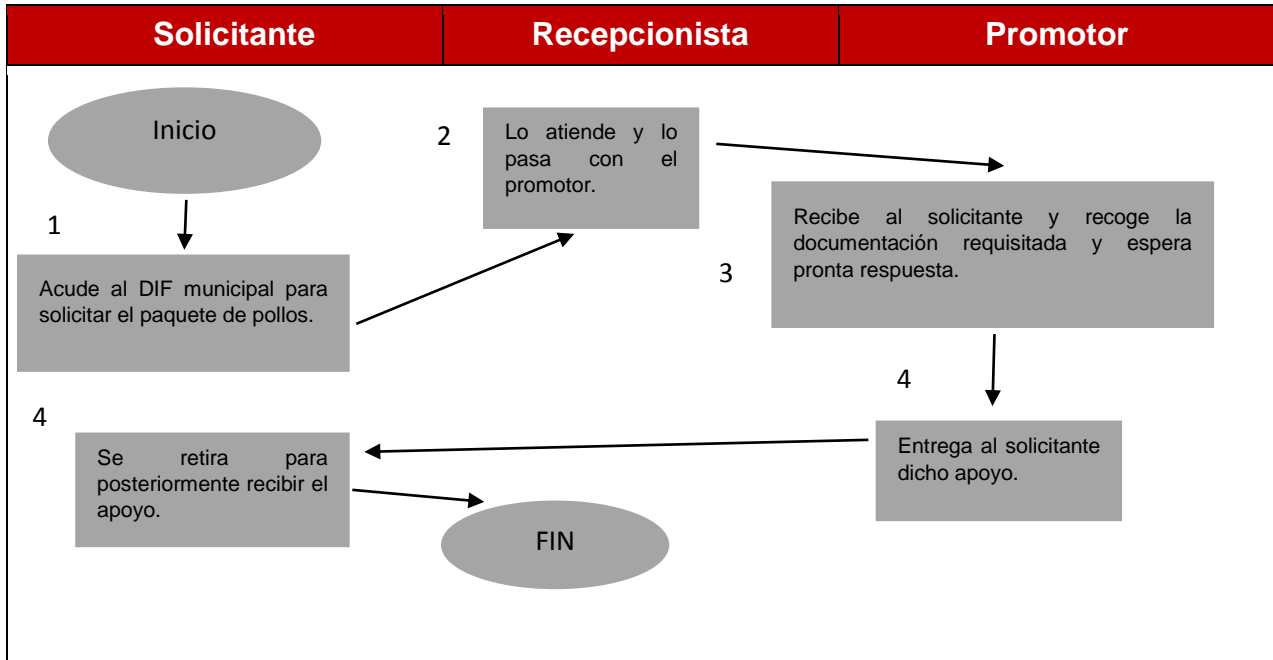 Solicitante
Recepcionista
Promotor
Inicio
1
Acude al DIF municipal para
solicitar el paquete de pollos.
2
Lo atiende y lo
pasa con el
promotor.
3
Recibe al solicitante y recoge la
documentación requisitada y espera
pronta respuesta.
4
Entrega al solicitante
dicho apoyo.
4
Se retira para
posteriormente recibir el
apoyo.
FIN